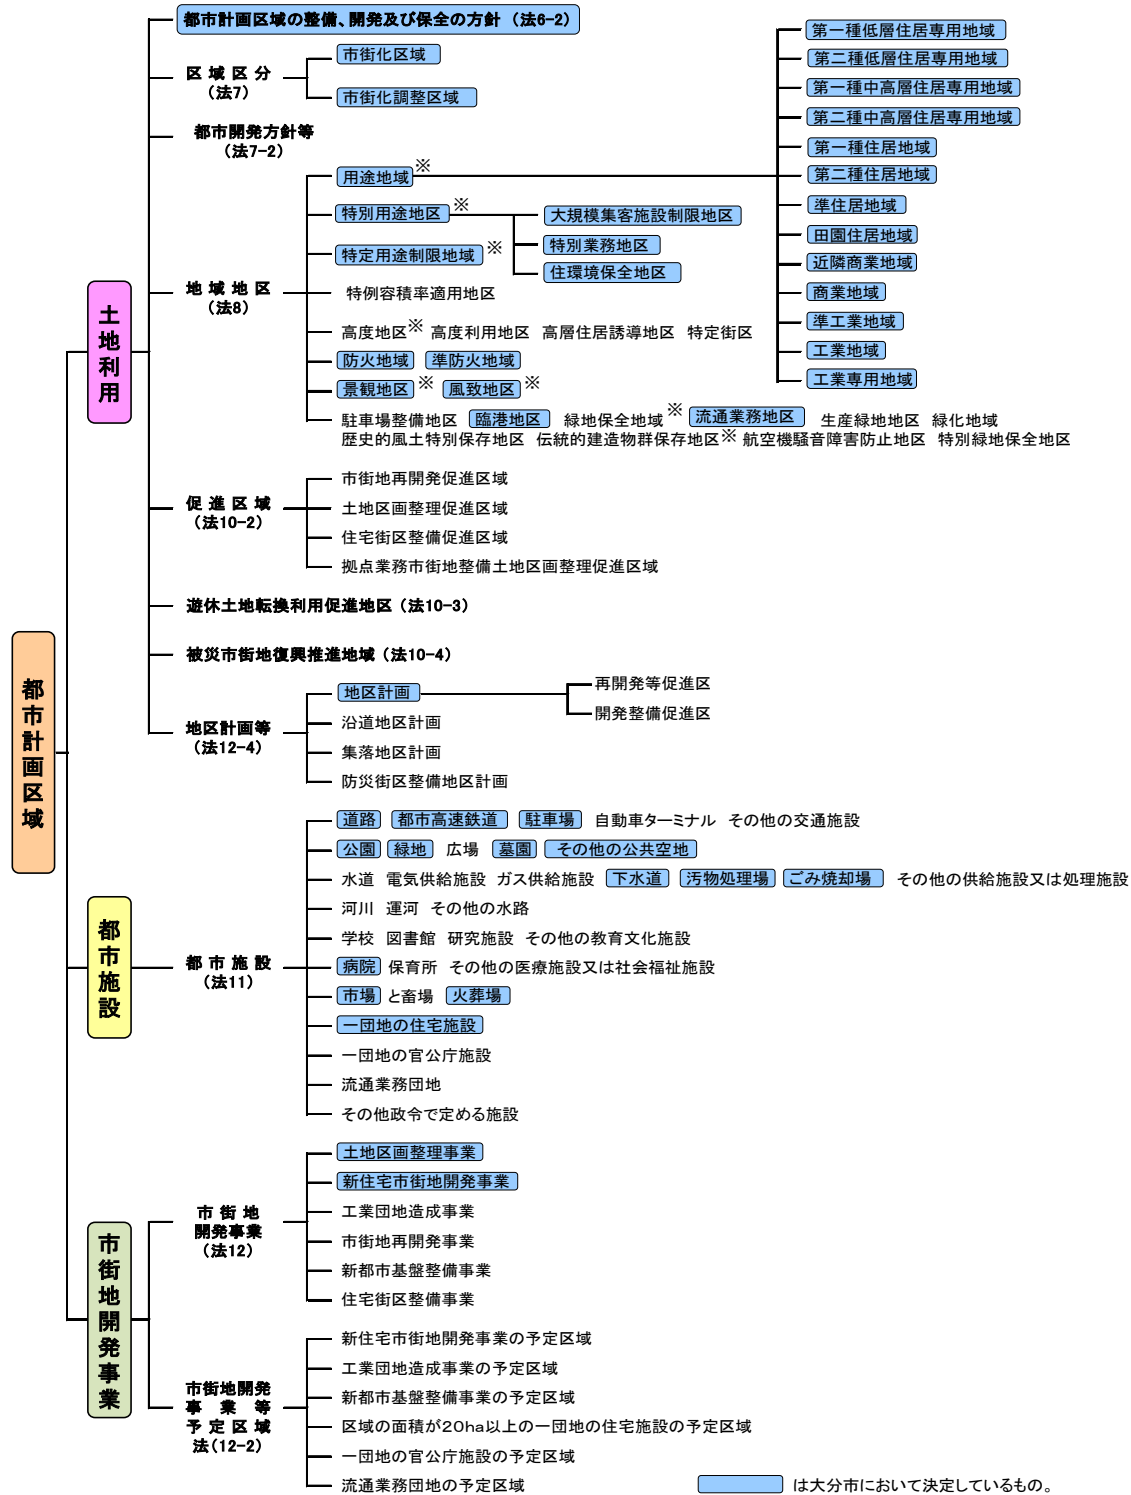 都市計画区域
土地利用
都市計画区域の整備、開発及び保全の方針（法6-2）
区域区分
（法7）
市街化区域
市街化調整区域
都市開発方針等
（法7-2）
地域地区
（法8）
用途地域※
第一種低層住居専用地域
第二種低層住居専用地域
第一種中高層住居専用地域
第二種中高層住居専用地域
第一種住居地域
第二種住居地域
準住居地域
田園住居地域
近隣商業地域
商業地域
準工業地域
工業地域
工業専用地域
特別用途地区※
大規模集客施設制限地区
特別業務地区
住環境保全地区
特定用途制限地域※
特例容積率適用地区
高度地区※ 高度利用地区 高層住居誘導地区 特定街区
防火地域 準防火地域
景観地区※ 風致地区※
駐車場整備地区 臨港地区 緑地保全地域※ 流通業務地区 生産緑地地区 緑化地域
歴史的風土特別保存地区 伝統的建造物群保存地区※ 航空機騒音障害防止地区 特別緑地保全地区
促進区域
（法10-2）
市街地再開発促進区域
土地区画整理促進区域
住宅街区整備促進区域
拠点業務市街地整備土地区画整理促進区域
遊休土地転換利用促進地区（法10-3）
被災市街地復興推進地域（法10-4）
地区計画等
（法12-4）
地区計画
再開発等促進区
開発整備促進区
沿道地区計画
集落地区計画
防災街区整備地区計画
都市施設
都市施設
（法11）
道路 都市高速鉄道 駐車場 自動車ターミナル その他の交通施設
公園 緑地 広場 墓園 その他の公共空地
水道 電気供給施設 ガス供給施設 下水道 汚物処理場 ごみ焼却場 その他の供給施設又は処理施設
河川 運河 その他の水路
学校 図書館 研究施設 その他の教育文化施設
病院 保育所 その他の医療施設又は社会福祉施設
市場 と畜場 火葬場
一団地の住宅施設
一団地の官公庁施設
流通業務団地
その他政令で定める施設
市街地開発事業
市街地
開発事業
（法12）
土地区画整理事業
新住宅市街地開発事業
工業団地造成事業
市街地再開発事業
新都市基盤整備事業
住宅街区整備事業
市街地開発
事業等
予定区域
法（12-2）
新住宅市街地開発事業の予定区域
工業団地造成事業の予定区域
新都市基盤整備事業の予定区域
区域の面積が20ha以上の一団地の住宅施設の予定区域
一団地の官公庁施設の予定区域
流通業務団地の予定区域
は大分市において決定しているもの。